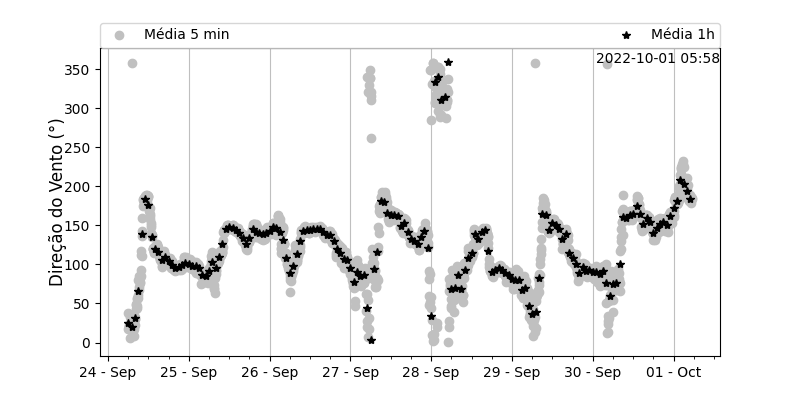 Média 5 min
Média 1h
2022-10-01 05:58
Direção do Vento (°)
350
300
250
200
150
100
50
0
24 - Sep
25 - Sep
26 - Sep
27 - Sep
28 - Sep
29 - Sep
30 - Sep
01 - Oct